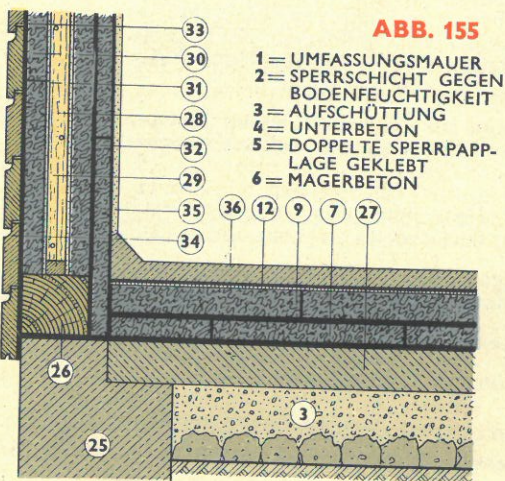 ABB. 155
1 = UMFASSUNGSMAUER
2 = SPERRSCHICHT GEGEN
BODENFEUCHTIGKEIT
3 = AUFSCHÜTTUNG
4 = UNTERBETON
5 = DOPPELTE SPERRPAPP-
LAGE GEKLEBT
6 = MAGERBETON
33
30
31
28
32
29
35
34
36 12 9 7 27
26
3
25